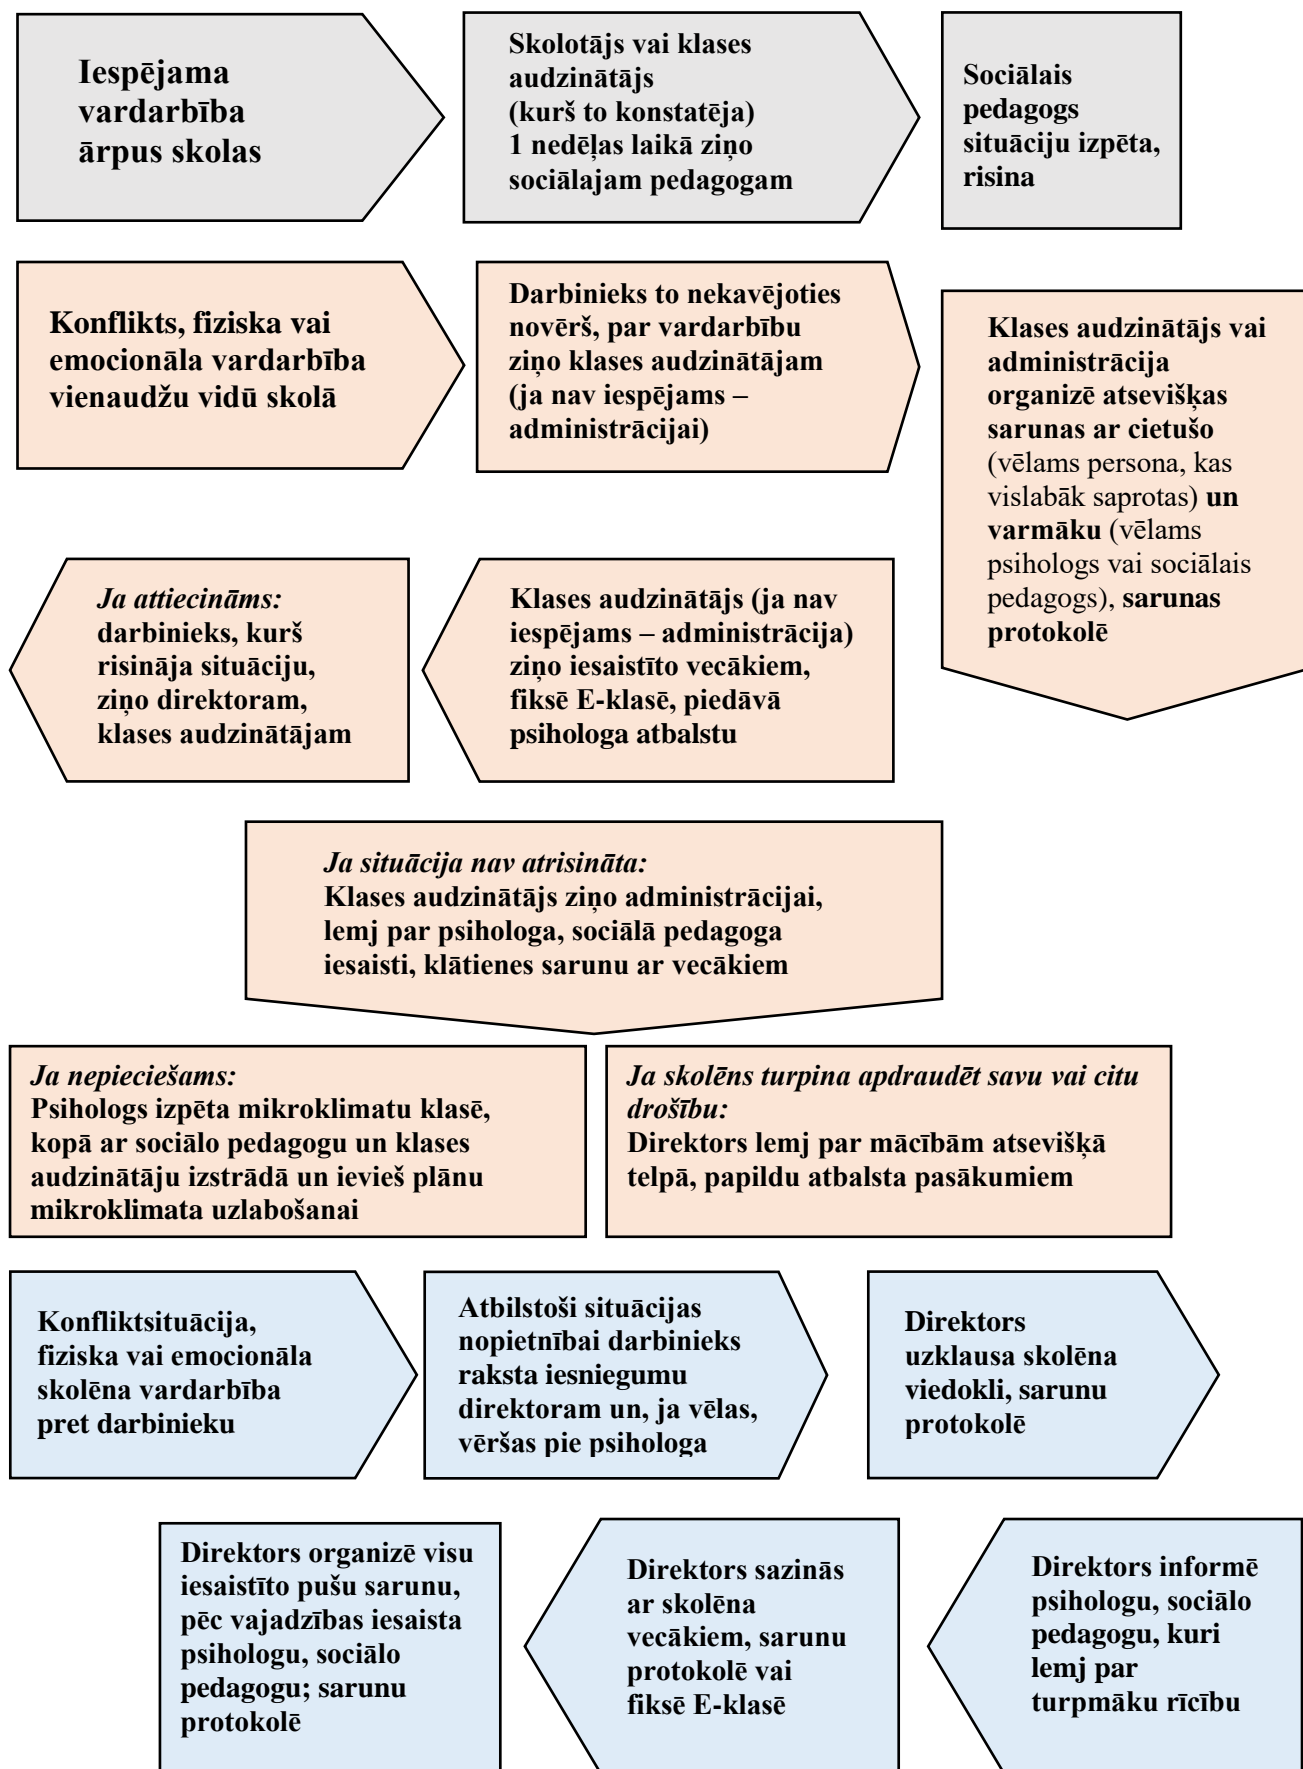 Iespējama
vardarbība
ārpus skolas
Skolotājs vai klases
audzinātājs
(kurš to konstatēja)
1 nedēļas laikā ziņo
sociālajam pedagogam
Sociālais
pedagogs
situāciju izpēta,
risina
Konflikts, fiziska vai
emocionāla vardarbība
vienaudžu vidū skolā
Darbinieks to nekavējoties
novērš, par vardarbību
ziņo klases audzinātājam
(ja nav iespējams –
administrācijai)
Klases audzinātājs vai
administrācija
organizē atsevišķas
sarunas ar cietušo
(vēlams persona, kas
vislabāk saprotas) un
varmāku (vēlams
psihologs vai sociālais
pedagogs), sarunas
protokolē
Klases audzinātājs (ja nav
iespējams – administrācija)
ziņo iesaistīto vecākiem,
fiksē E-klasē, piedāvā
psihologa atbalstu
Ja attiecināms:
darbinieks, kurš
risināja situāciju,
ziņo direktoram,
klases audzinātājam
Ja situācija nav atrisināta:
Klases audzinātājs ziņo administrācijai,
lemj par psihologa, sociālā pedagoga
iesaisti, klātienes sarunu ar vecākiem
Ja nepieciešams:
Psihologs izpēta mikroklimatu klasē,
kopā ar sociālo pedagogu un klases
audzinātāju izstrādā un ievieš plānu
mikroklimata uzlabošanai
Ja skolēns turpina apdraudēt savu vai citu
drošību:
Direktors lemj par mācībām atsevišķā
telpā, papildu atbalsta pasākumiem
Konfliktsituācija,
fiziska vai emocionāla
skolēna vardarbība
pret darbinieku
Atbilstoši situācijas
nopietnībai darbinieks
raksta iesniegumu
direktoram un, ja vēlas,
vēršas pie psihologa
Direktors
uzklausa skolēna
viedokli, sarunu
protokolē
Direktors informē
psihologu, sociālo
pedagogu, kuri
lemj par
turpmāku rīcību
Direktors sazinās
ar skolēna
vecākiem, sarunu
protokolē vai
fiksē E-klasē
Direktors organizē visu
iesaistīto pušu sarunu,
pēc vajadzības iesaista
psihologu, sociālo
pedagogu; sarunu
protokolē